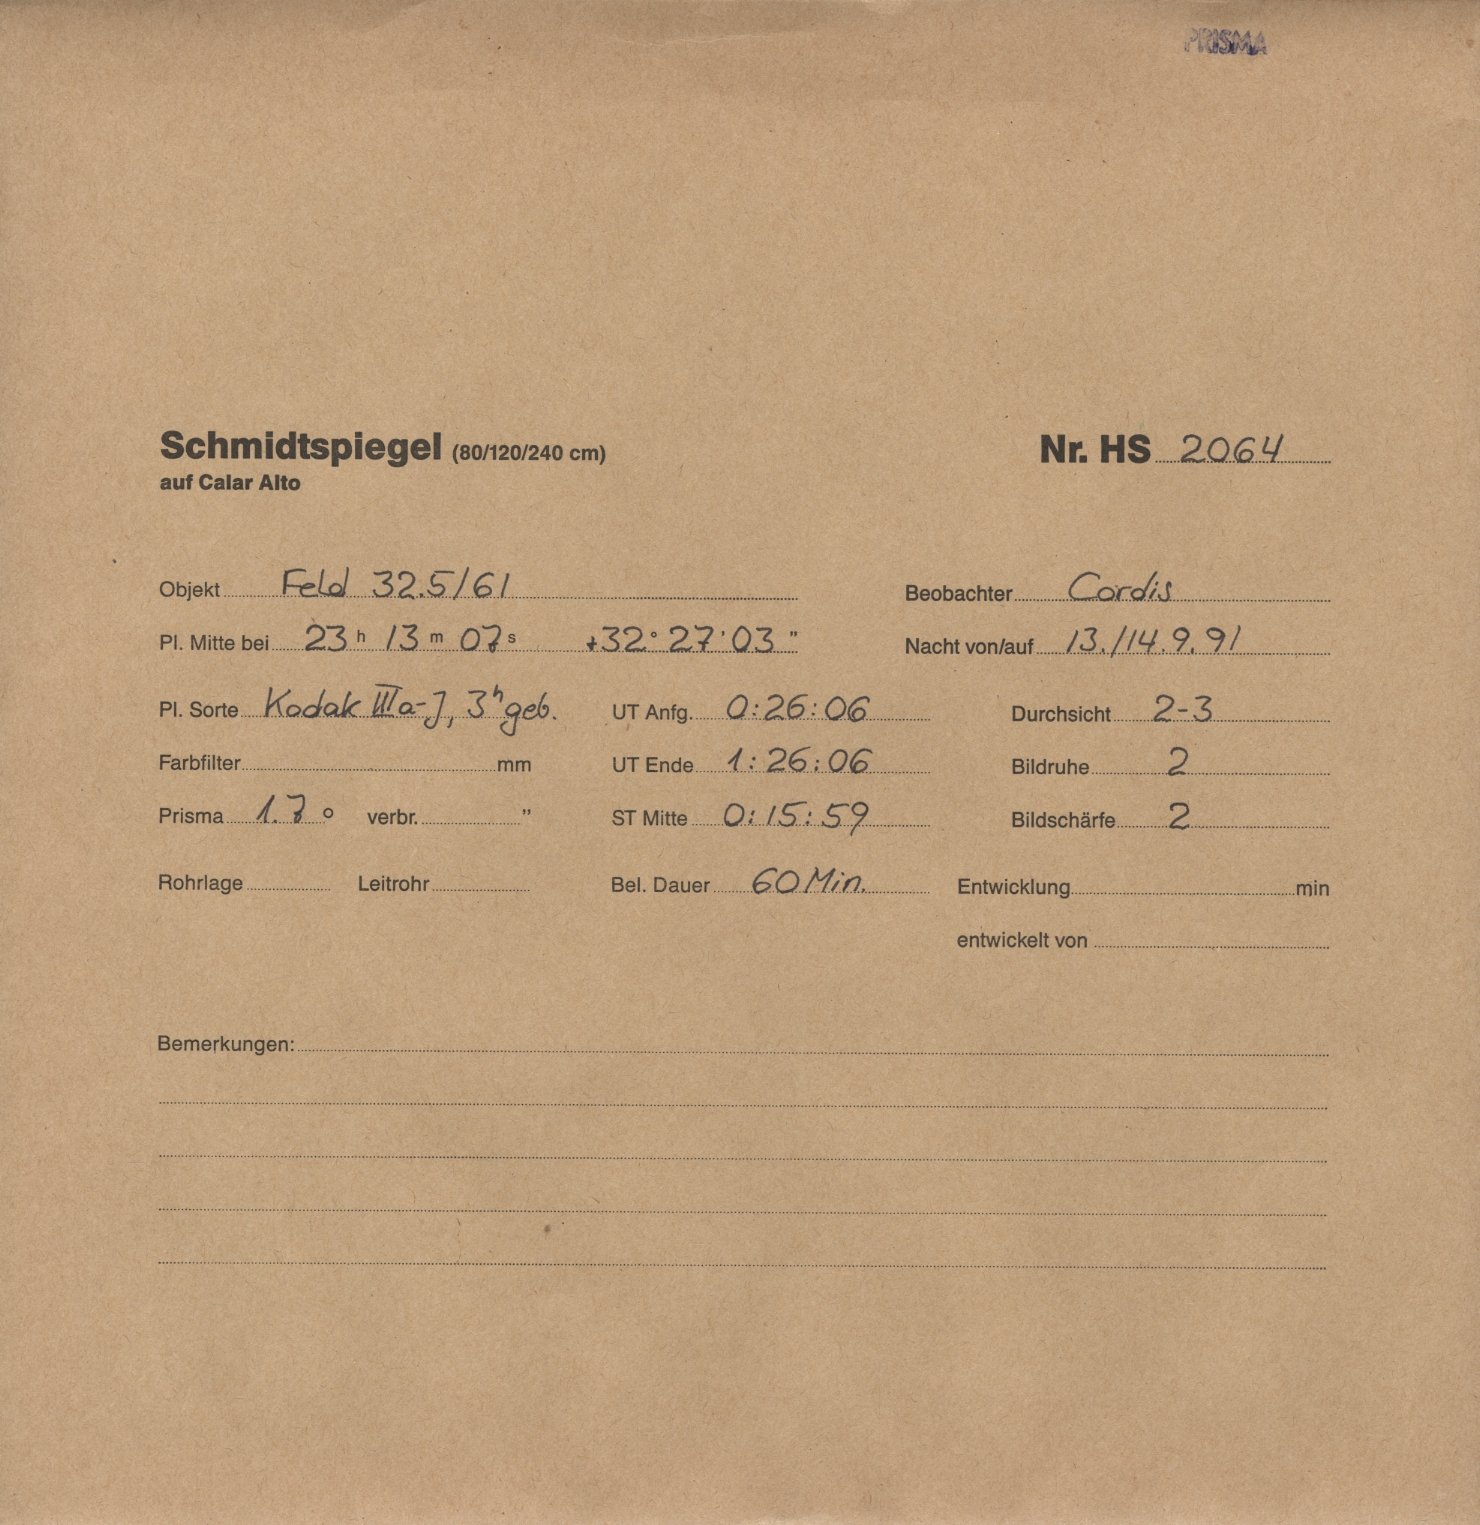 PRISMA
Schmidtspiegel (80/120/240 cm) Nr. HS 2064
auf Calar Alto
Objekt Feld 32.5/61 Beobachter Cordis
Pl. Mitte bei 23 h 13 m 07 s +32° 27' 03 " Nacht von/auf 13./14.9.91
Pl. Sorte Kodak IIIa-J, 3h geb. UT Anfg. 0:26:06 Durchsicht 2-3
Farbfilter mm UT Ende 1:26:06 Bildruhe 2
Prisma 1.7° verbr. " ST Mitte 0:15:59 Bildschärfe 2
Rohrlage Leitrohr Bel. Dauer 60 Min. Entwicklung min
entwickelt von
Bemerkungen: